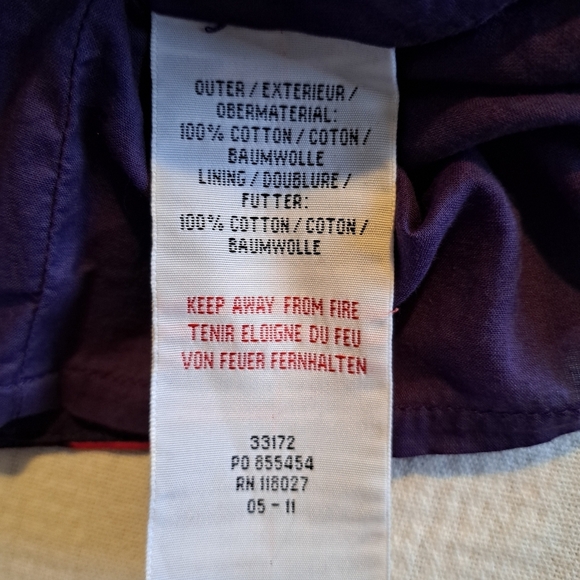 OUTER / EXTERIEUR /
OBERMATERIAL:
100% COTTON / COTON /
BAUMWOLLE
LINING / DOUBLURE /
FUTTER:
100% COTTON / COTON /
BAUMWOLLE
KEEP AWAY FROM FIRE
TENIR ELOIGNE DU FEU
VON FEUER FERNHALTEN
33172
PO 855454
RN 118027
05 - 11